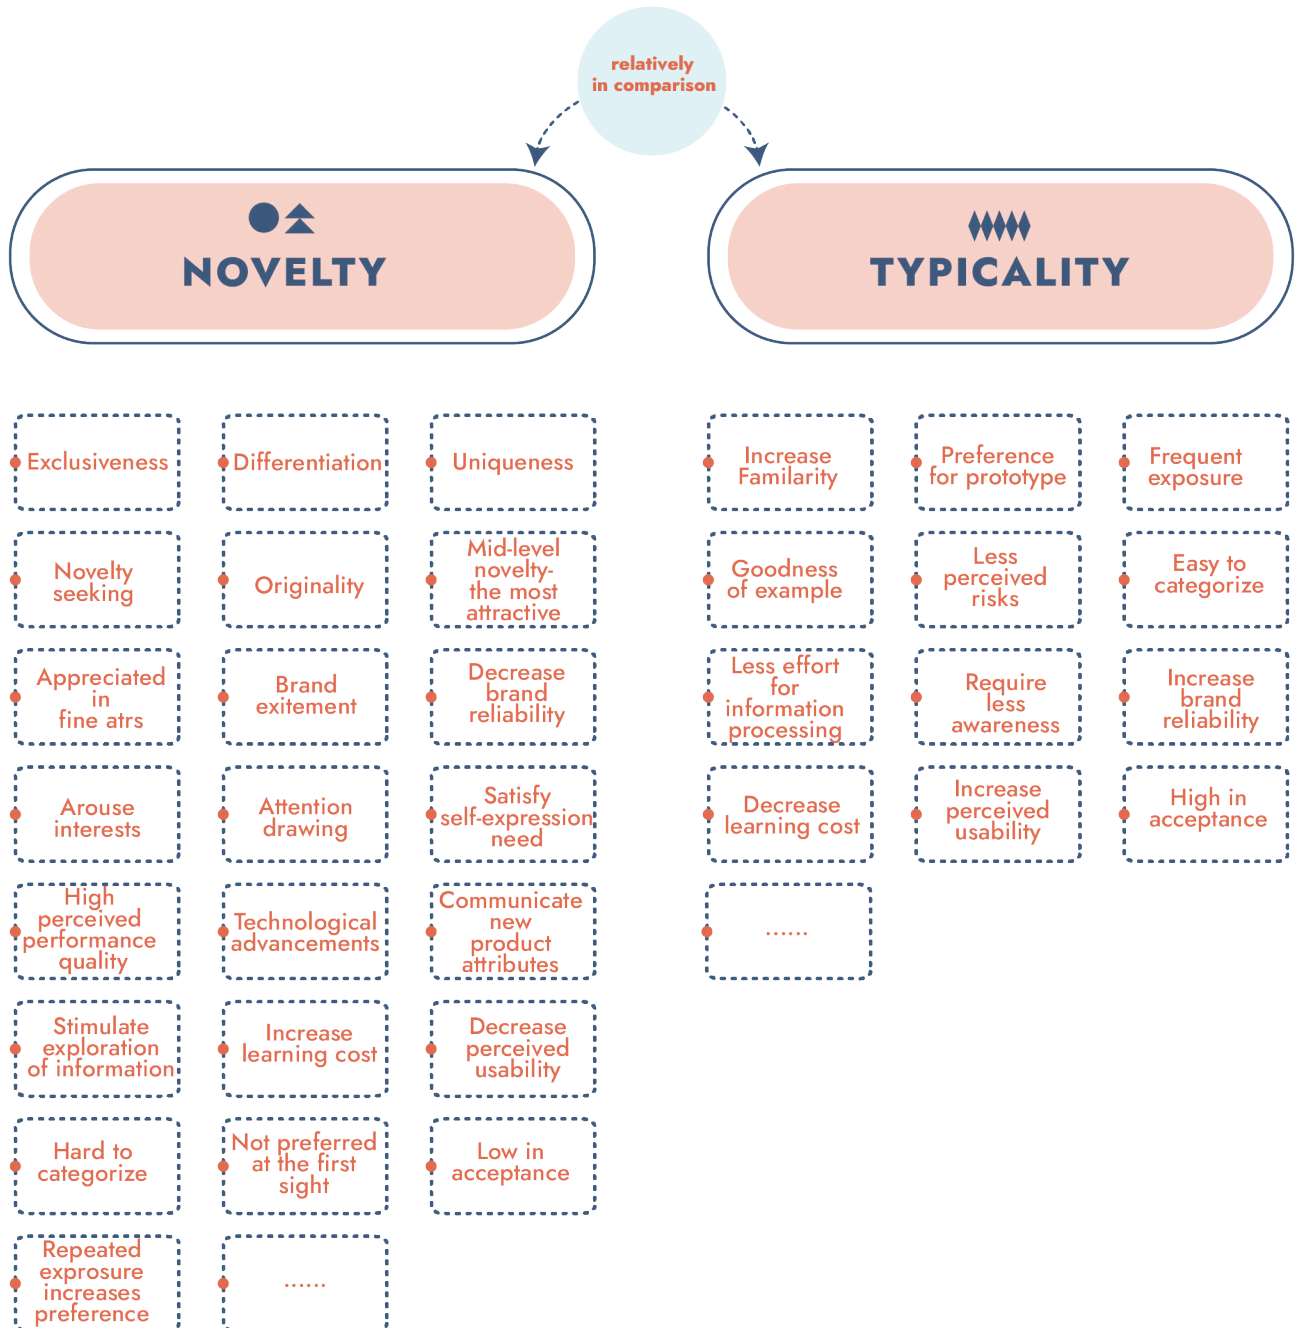 relatively
in comparison
NOVELTY
TYPICALITY
Exclusiveness
Differentiation
Uniqueness
Novelty
seeking
Originality
Mid-level
novelty-
the most
attractive
Appreciated
in
fine atrs
Brand
exitement
Decrease
brand
reliability
Arouse
interests
Attention
drawing
Satisfy
self-expression
need
High
perceived
performance
quality
Technological
advancements
Communicate
new
product
attributes
Stimulate
exploration
of information
Increase
learning cost
Decrease
perceived
usability
Hard to
categorize
Not preferred
at the first
sight
Low in
acceptance
Repeated
exprosure
increases
preference
......
Increase
Familarity
Preference
for prototype
Frequent
exposure
Goodness
of example
Less
perceived
risks
Easy to
categorize
Less effort
for
information
processing
Require
less
awareness
Increase
brand
reliability
Decrease
learning cost
Increase
perceived
usability
High in
acceptance
......